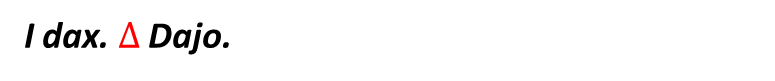 I dax. Δ Dajo.